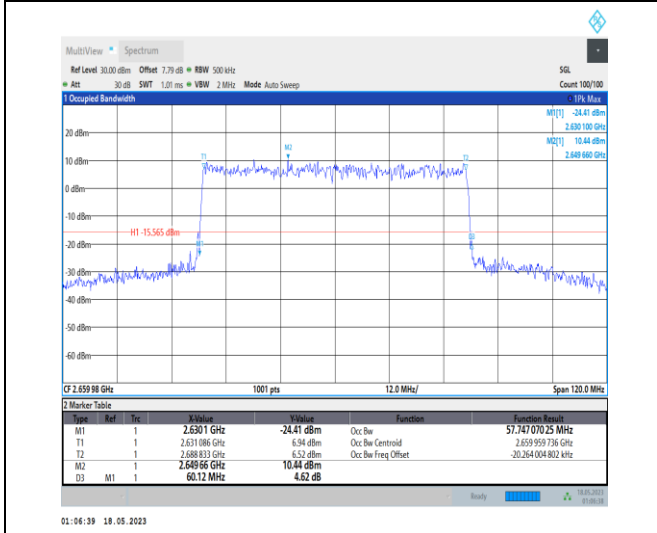 MultiView Spectrum
Ref Level 30.00 dBm Offset 7.79 dB RBW 500 kHz SGL
Att 30 dB SWT 1.01 ms VBW 2 MHz Mode Auto Sweep Count 100/100
1 Occupied Bandwidth 1Pk Max
M1[1] -24.41 dBm
2.630 100 GHz
M2[1] 10.44 dBm
2.649 660 GHz
20 dBm
M2
T1 T2
10 dBm
0 dBm
-10 dBm
H1 -15.565 dBm
D3
-20 dBm
-30 dBm
-40 dBm
-50 dBm
-60 dBm
CF 2.659 98 GHz 1001 pts 12.0 MHz/ Span 120.0 MHz
2 Marker Table
Type Ref Trc X-Value Y-Value Function Function Result
M1 1 2.6301 GHz -24.41 dBm Occ Bw 57.747 070 25 MHz
T1 1 2.631 086 GHz 6.94 dBm Occ Bw Centroid 2.659 959 736 GHz
T2 1 2.688 833 GHz 6.52 dBm Occ Bw Freq Offset -20.264 004 802 kHz
M2 1 2.649 66 GHz 10.44 dBm
D3 M1 1 60.12 MHz 4.62 dB
Ready 18.05.2023
01:06:38
01:06:39 18.05.2023